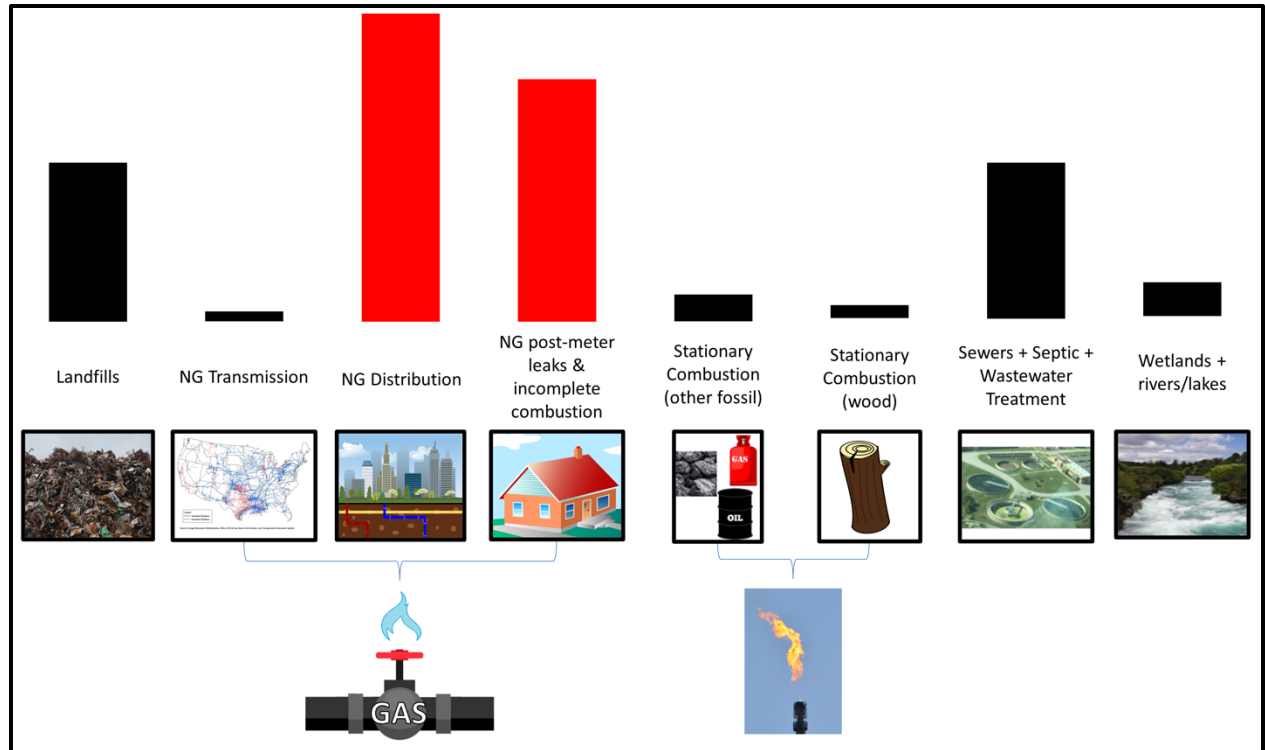 Landfills
NG Transmission
NG Distribution
NG post-meter
leaks &
incomplete
combustion
Stationary
Combustion
(other fossil)
Stationary
Combustion
(wood)
Sewers + Septic +
Wastewater
Treatment
Wetlands +
rivers/lakes
GAS
OIL
GAS